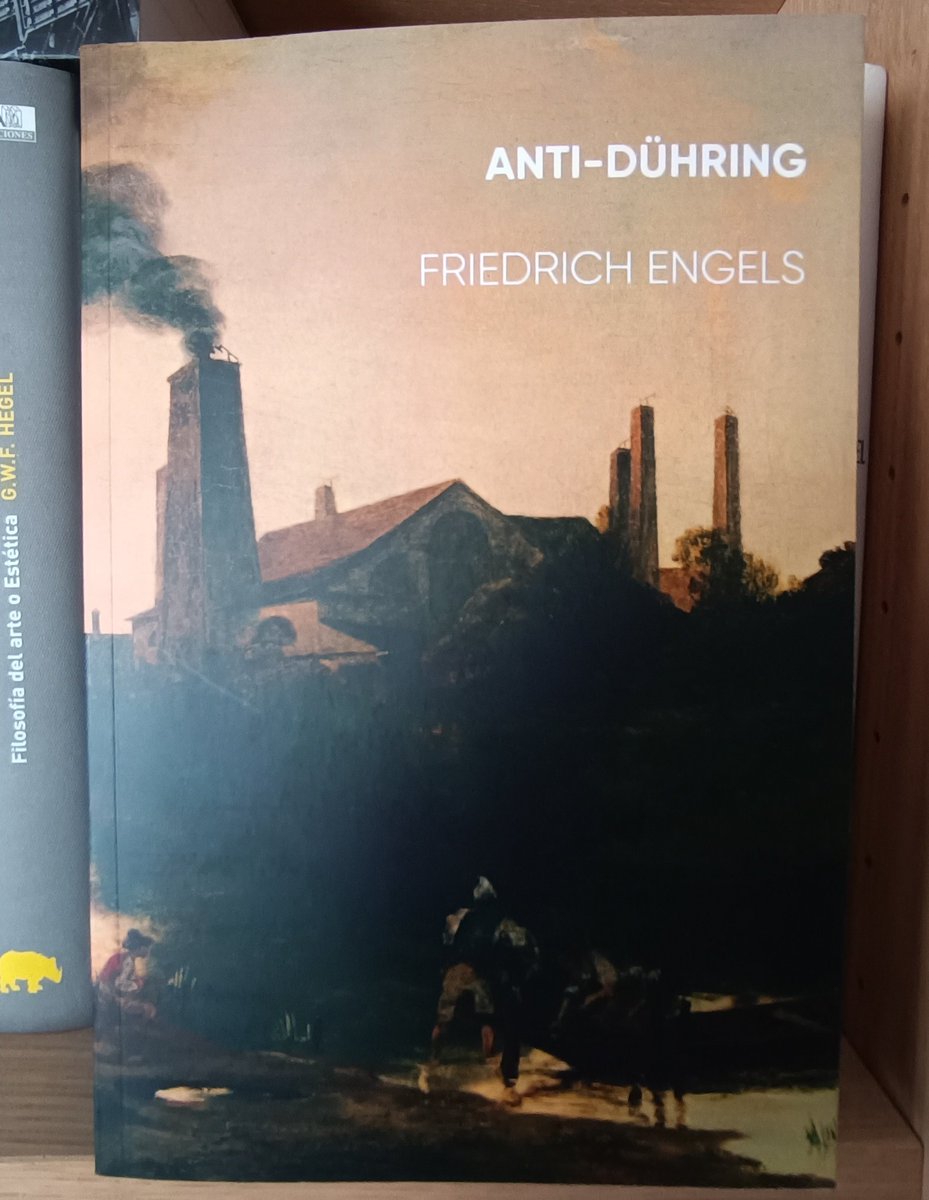 ANTI-DÜHRING
FRIEDRICH ENGELS
Filosofía del arte o Estética G.W.F. HEGEL